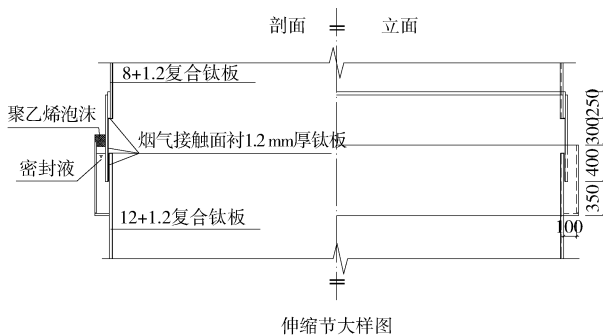 剖面 立面
8+1.2复合钛板
聚乙烯泡沫
烟气接触面衬1.2 mm厚钛板
密封液
12+1.2复合钛板
250
300
400
350
100
伸缩节大样图